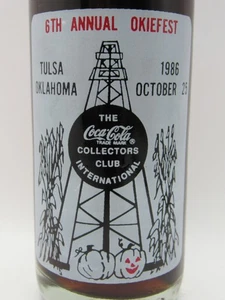 6TH ANNUAL OKIEFEST
TULSA 1986
OKLAHOMA OCTOBER 25
THE
Coca-Cola
TRADE MARK ®
COLLECTORS
CLUB
INTERNATIONAL